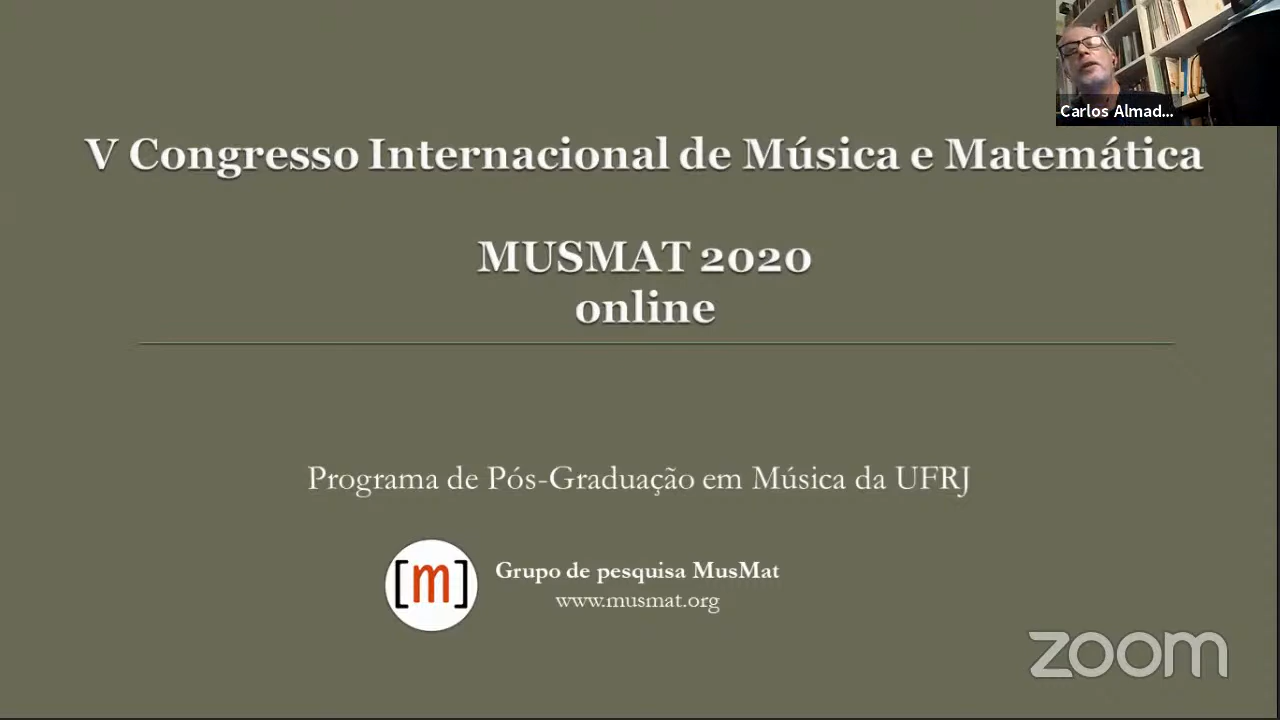 Carlos Almad...
V Congresso Internacional de Música e Matemática
MUSMAT 2020
online
Programa de Pós-Graduação em Música da UFRJ
[m]
Grupo de pesquisa MusMat
www.musmat.org
zoom